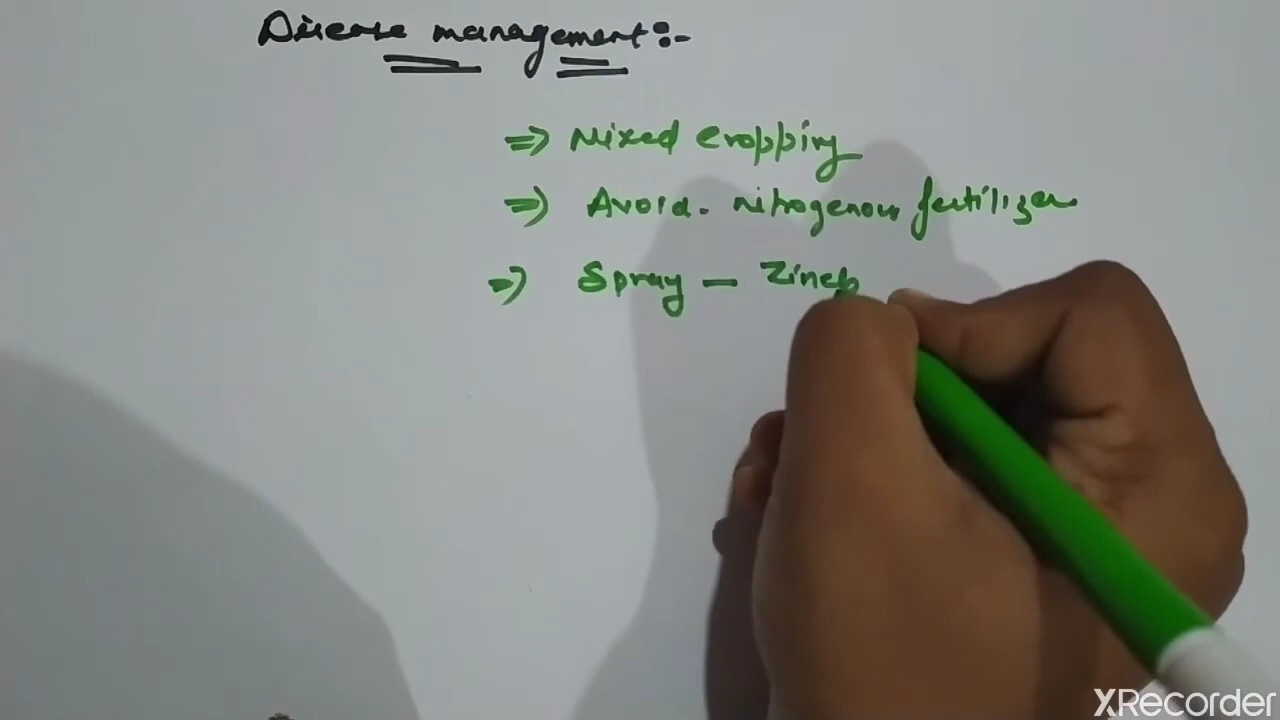 Disease management:-
⇒ Mixed cropping
⇒ Avoid. nitrogenous fertilizer
⇒ Spray - Zineb
XRecorder